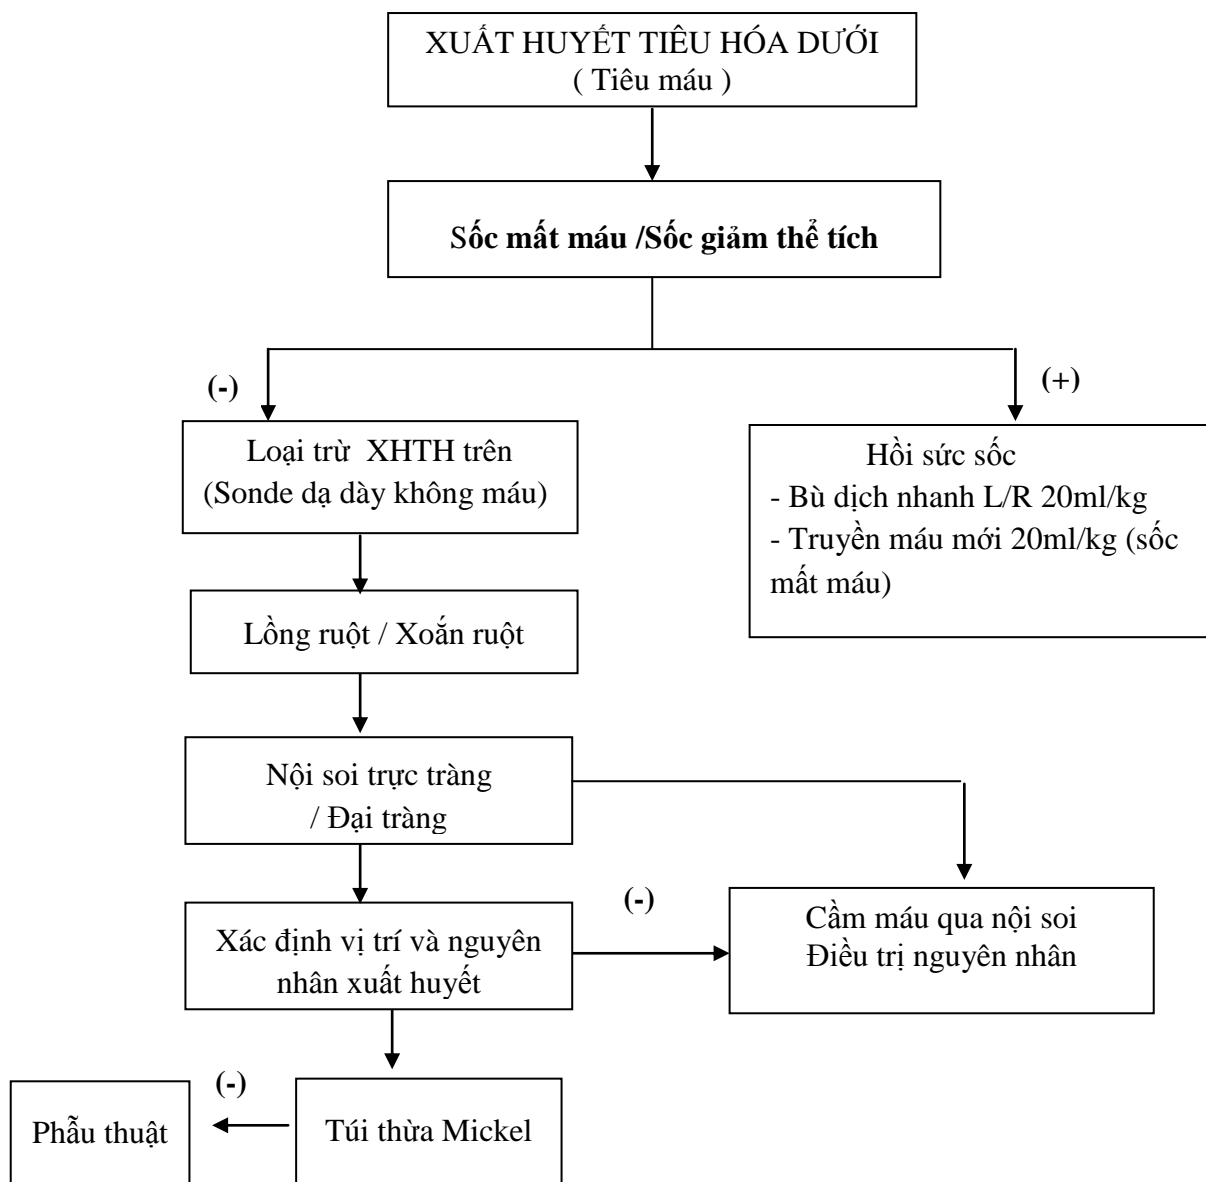 XUẤT HUYẾT TIÊU HÓA DƯỚI
( Tiêu máu )
Sốc mất máu /Sốc giảm thể tích
(-)
(+)
Loại trừ XHTH trên
(Sonde dạ dày không máu)
Hồi sức sốc
- Bù dịch nhanh L/R 20ml/kg
- Truyền máu mới 20ml/kg (sốc
mất máu)
Lồng ruột / Xoắn ruột
Nội soi trực tràng
/ Đại tràng
Xác định vị trí và nguyên
nhân xuất huyết
(-)
Cầm máu qua nội soi
Điều trị nguyên nhân
Phẫu thuật
(-)
Túi thừa Mickel